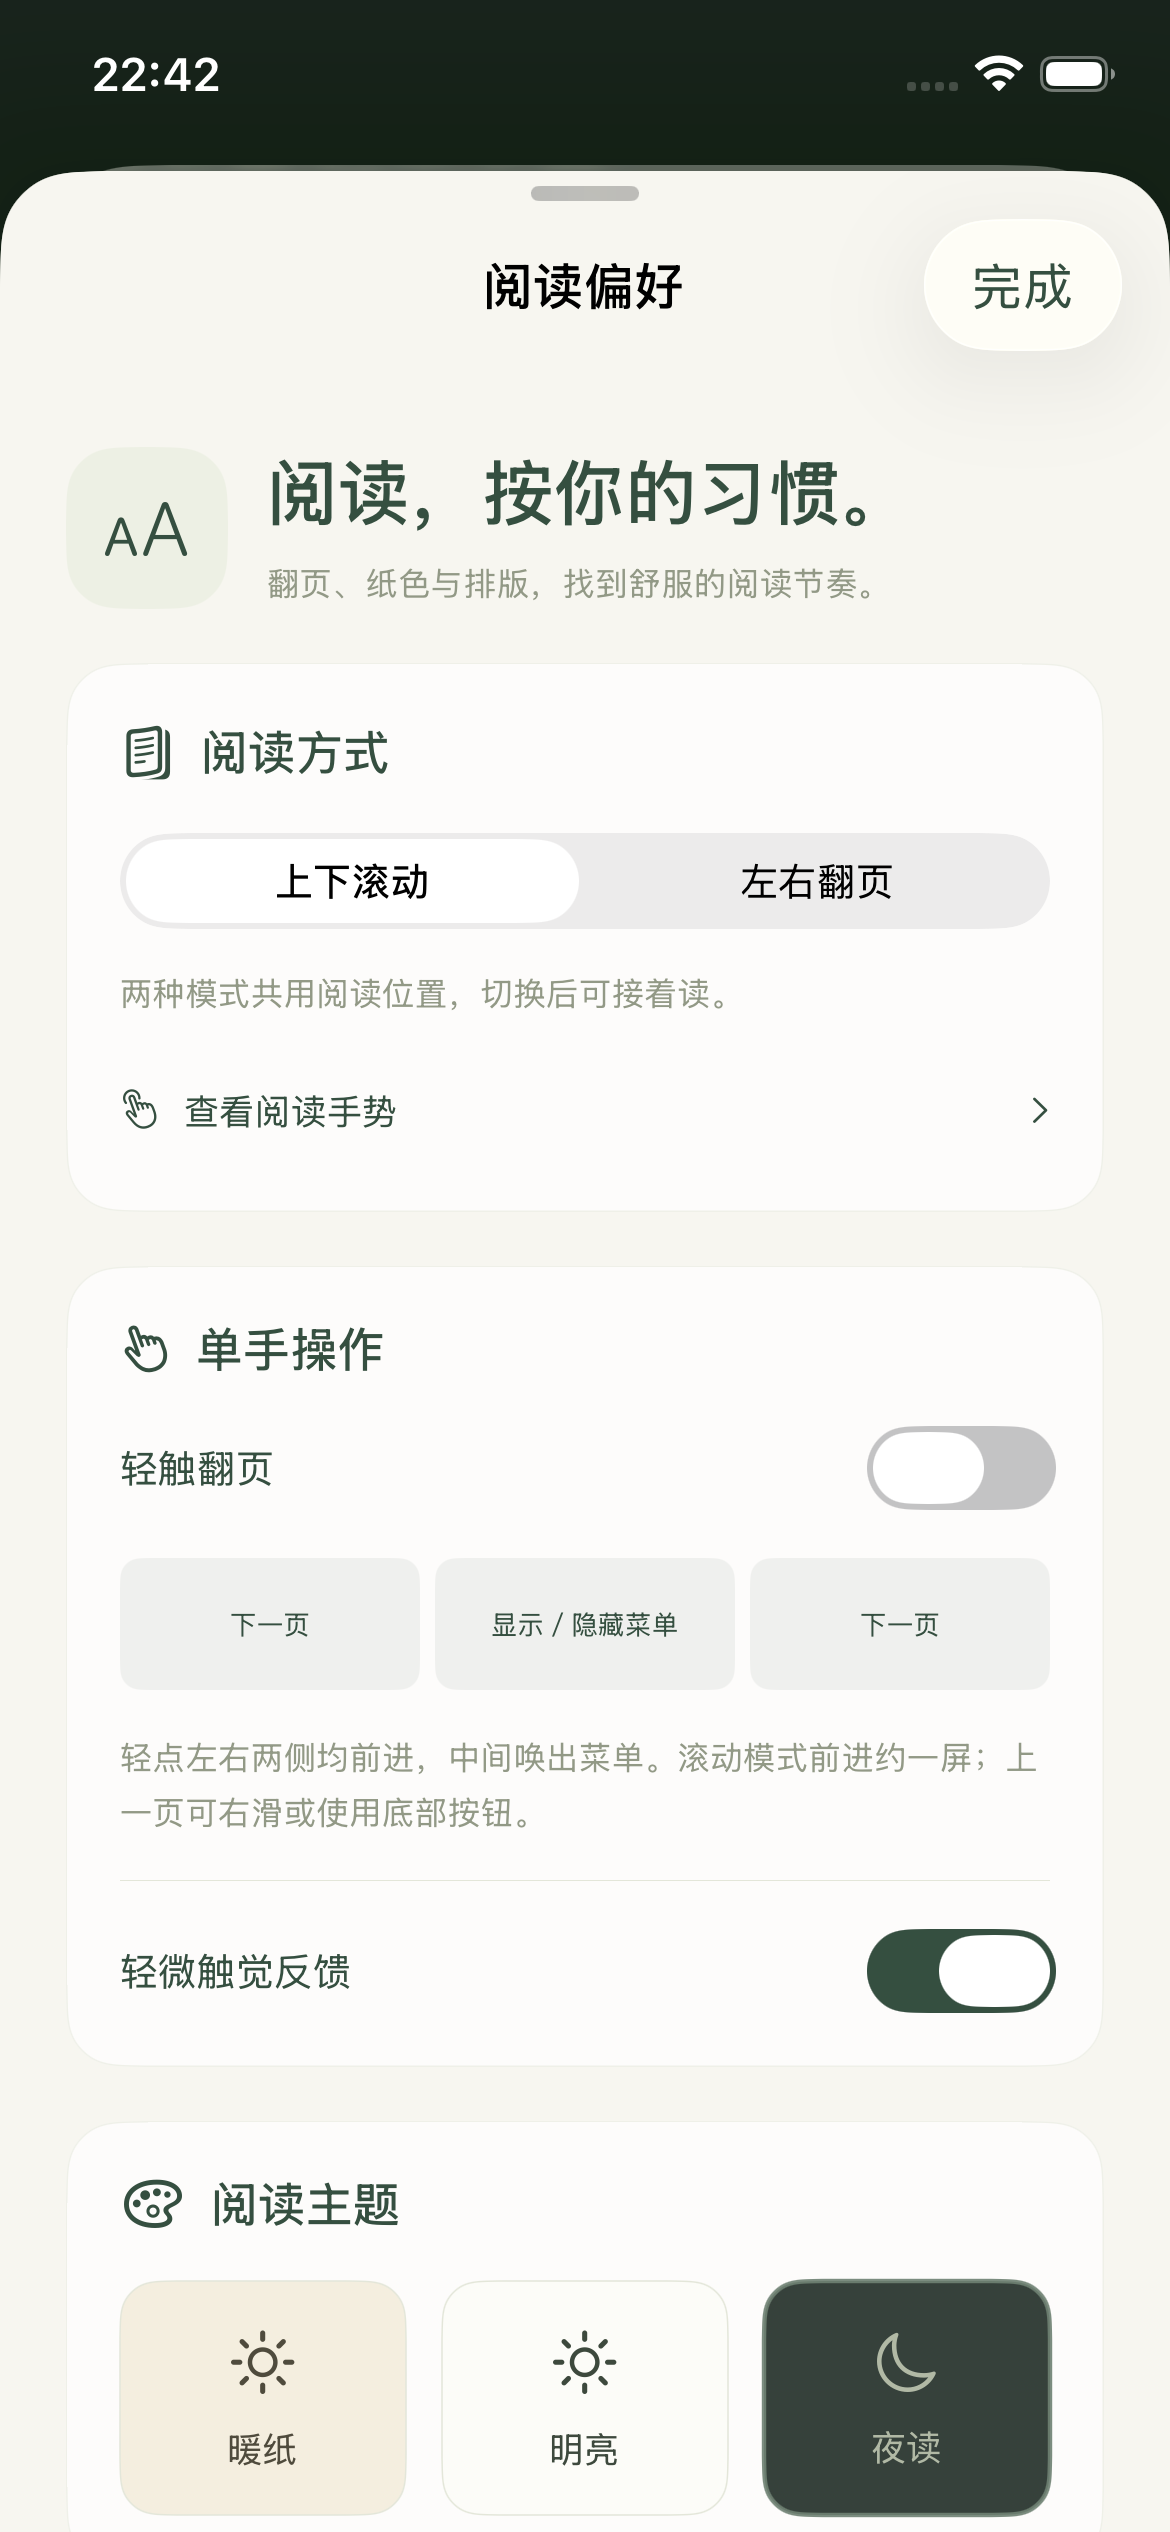 22:42
阅读偏好
完成
AA
阅读，按你的习惯。
翻页、纸色与排版，找到舒服的阅读节奏。
阅读方式
上下滚动
左右翻页
两种模式共用阅读位置，切换后可接着读。
查看阅读手势
单手操作
轻触翻页
下一页
显示 / 隐藏菜单
下一页
轻点左右两侧均前进，中间唤出菜单。滚动模式前进约一屏；上
一页可右滑或使用底部按钮。
轻微触觉反馈
阅读主题
暖纸
明亮
夜读